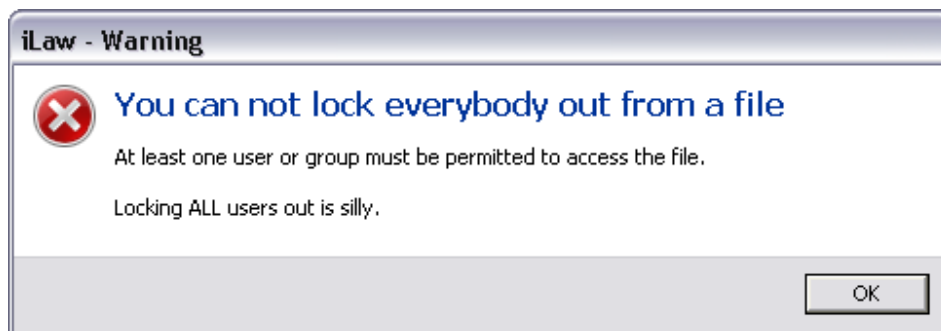 iLaw - Warning
You can not lock everybody out from a file
At least one user or group must be permitted to access the file.
Locking ALL users out is silly.
OK